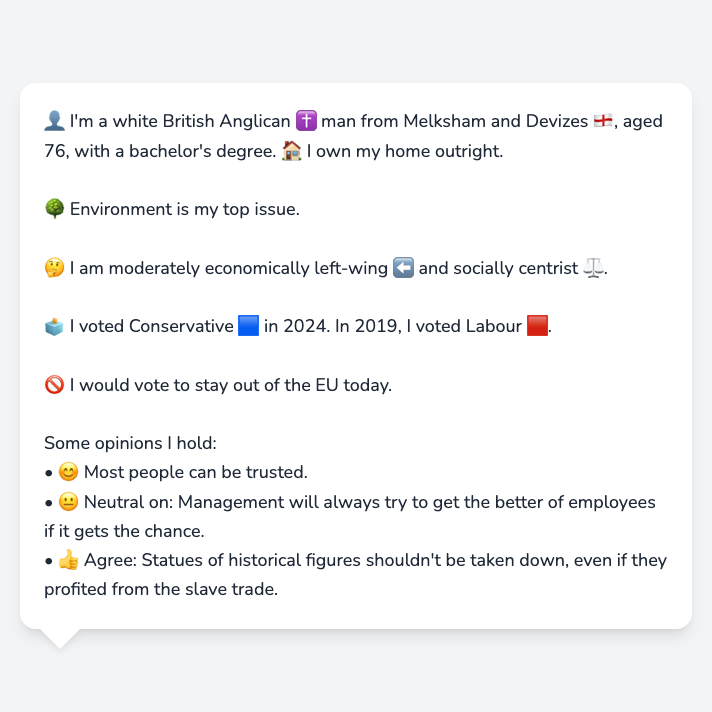 👤 I'm a white British Anglican ✝️ man from Melksham and Devizes 🏴󠁧󠁢󠁥󠁮󠁧󠁿, aged
76, with a bachelor's degree. 🏠 I own my home outright.
🌳 Environment is my top issue.
🤔 I am moderately economically left-wing ⬅️ and socially centrist ⚖️.
🗳️ I voted Conservative 🟦 in 2024. In 2019, I voted Labour 🟥.
🚫 I would vote to stay out of the EU today.
Some opinions I hold:
• 😊 Most people can be trusted.
• 😐 Neutral on: Management will always try to get the better of employees
if it gets the chance.
• 👍 Agree: Statues of historical figures shouldn't be taken down, even if they
profited from the slave trade.